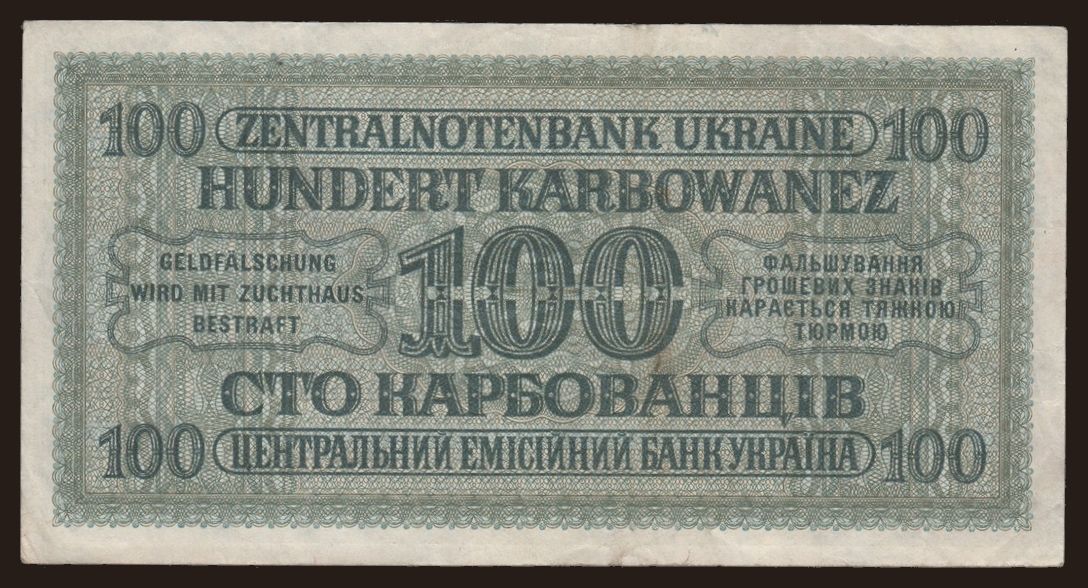 100 ZENTRALNOTENBANK UKRAINE 100
HUNDERT KARBOWANEZ
GELDFÄLSCHUNG
WIRD MIT ZUCHTHAUS
BESTRAFT
100
ФАЛЬШУВАННЯ
ГРОШЕВИХ ЗНАКІВ
КАРАЄТЬСЯ ТЯЖНОЮ
ТЮРМОЮ
СТО КАРБОВАНЦІВ
100 ЦЕНТРАЛЬНИЙ ЕМІСІЙНИЙ БАНК УКРАЇНА 100